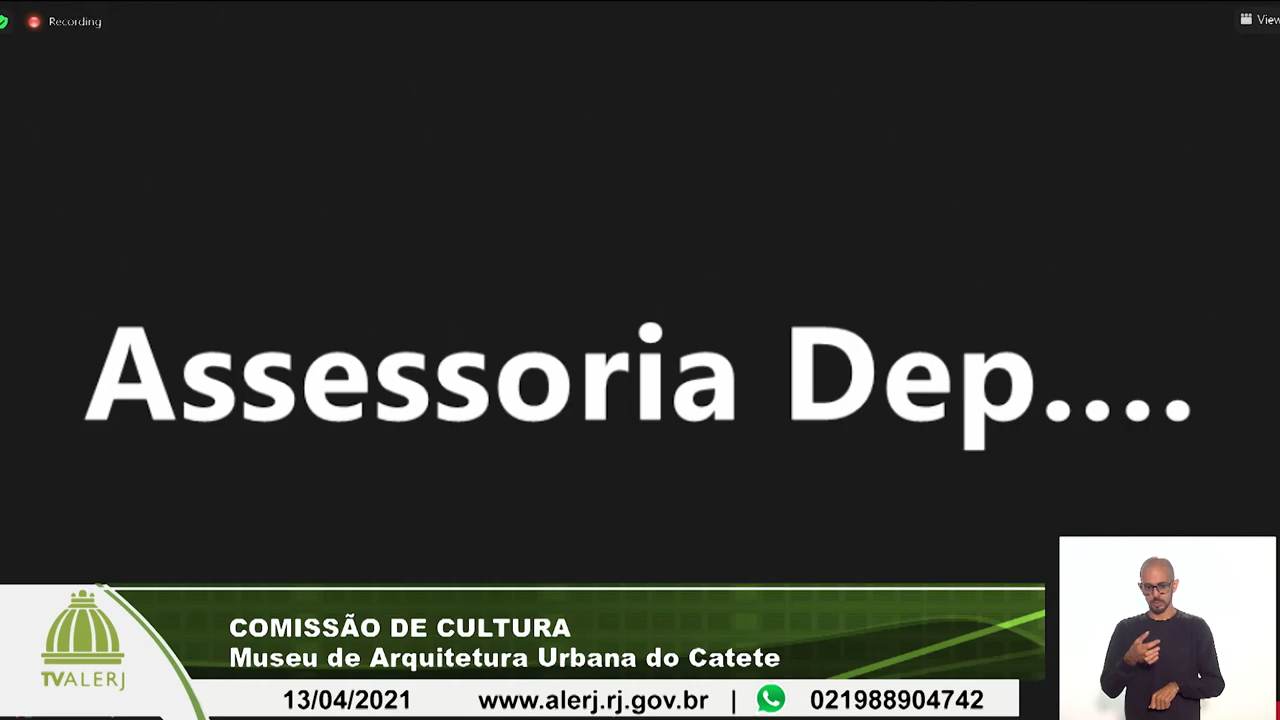 Recording
View
Assessoria Dep....
COMISSÃO DE CULTURA
Museu de Arquitetura Urbana do Catete
TVALERJ
13/04/2021 www.alerj.rj.gov.br | 021988904742